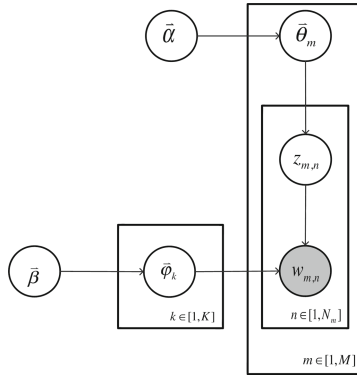 α⃗
θ⃗_m
z_{m,n}
β⃗
φ⃗_k
w_{m,n}
k∈[1,K]
n∈[1,N_m]
m∈[1,M]